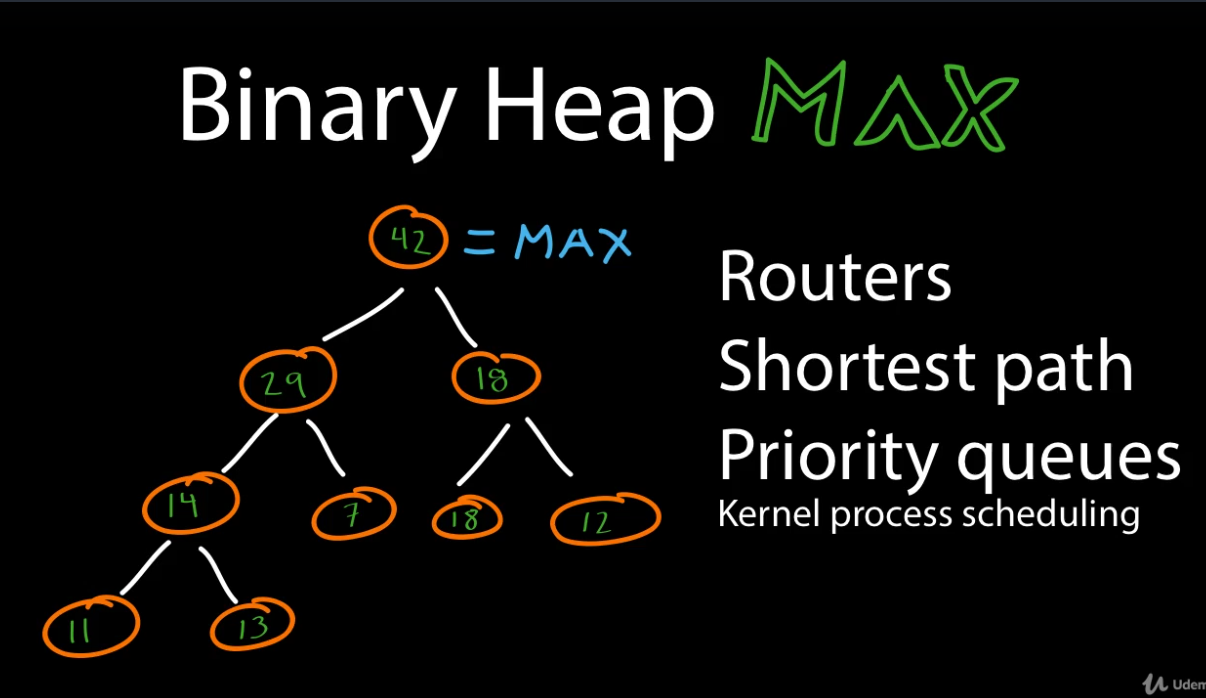 Binary Heap MAX
42 = MAX
Routers
29 18
Shortest path
Priority queues
14 7 18 12
Kernel process scheduling
11 13
Udem